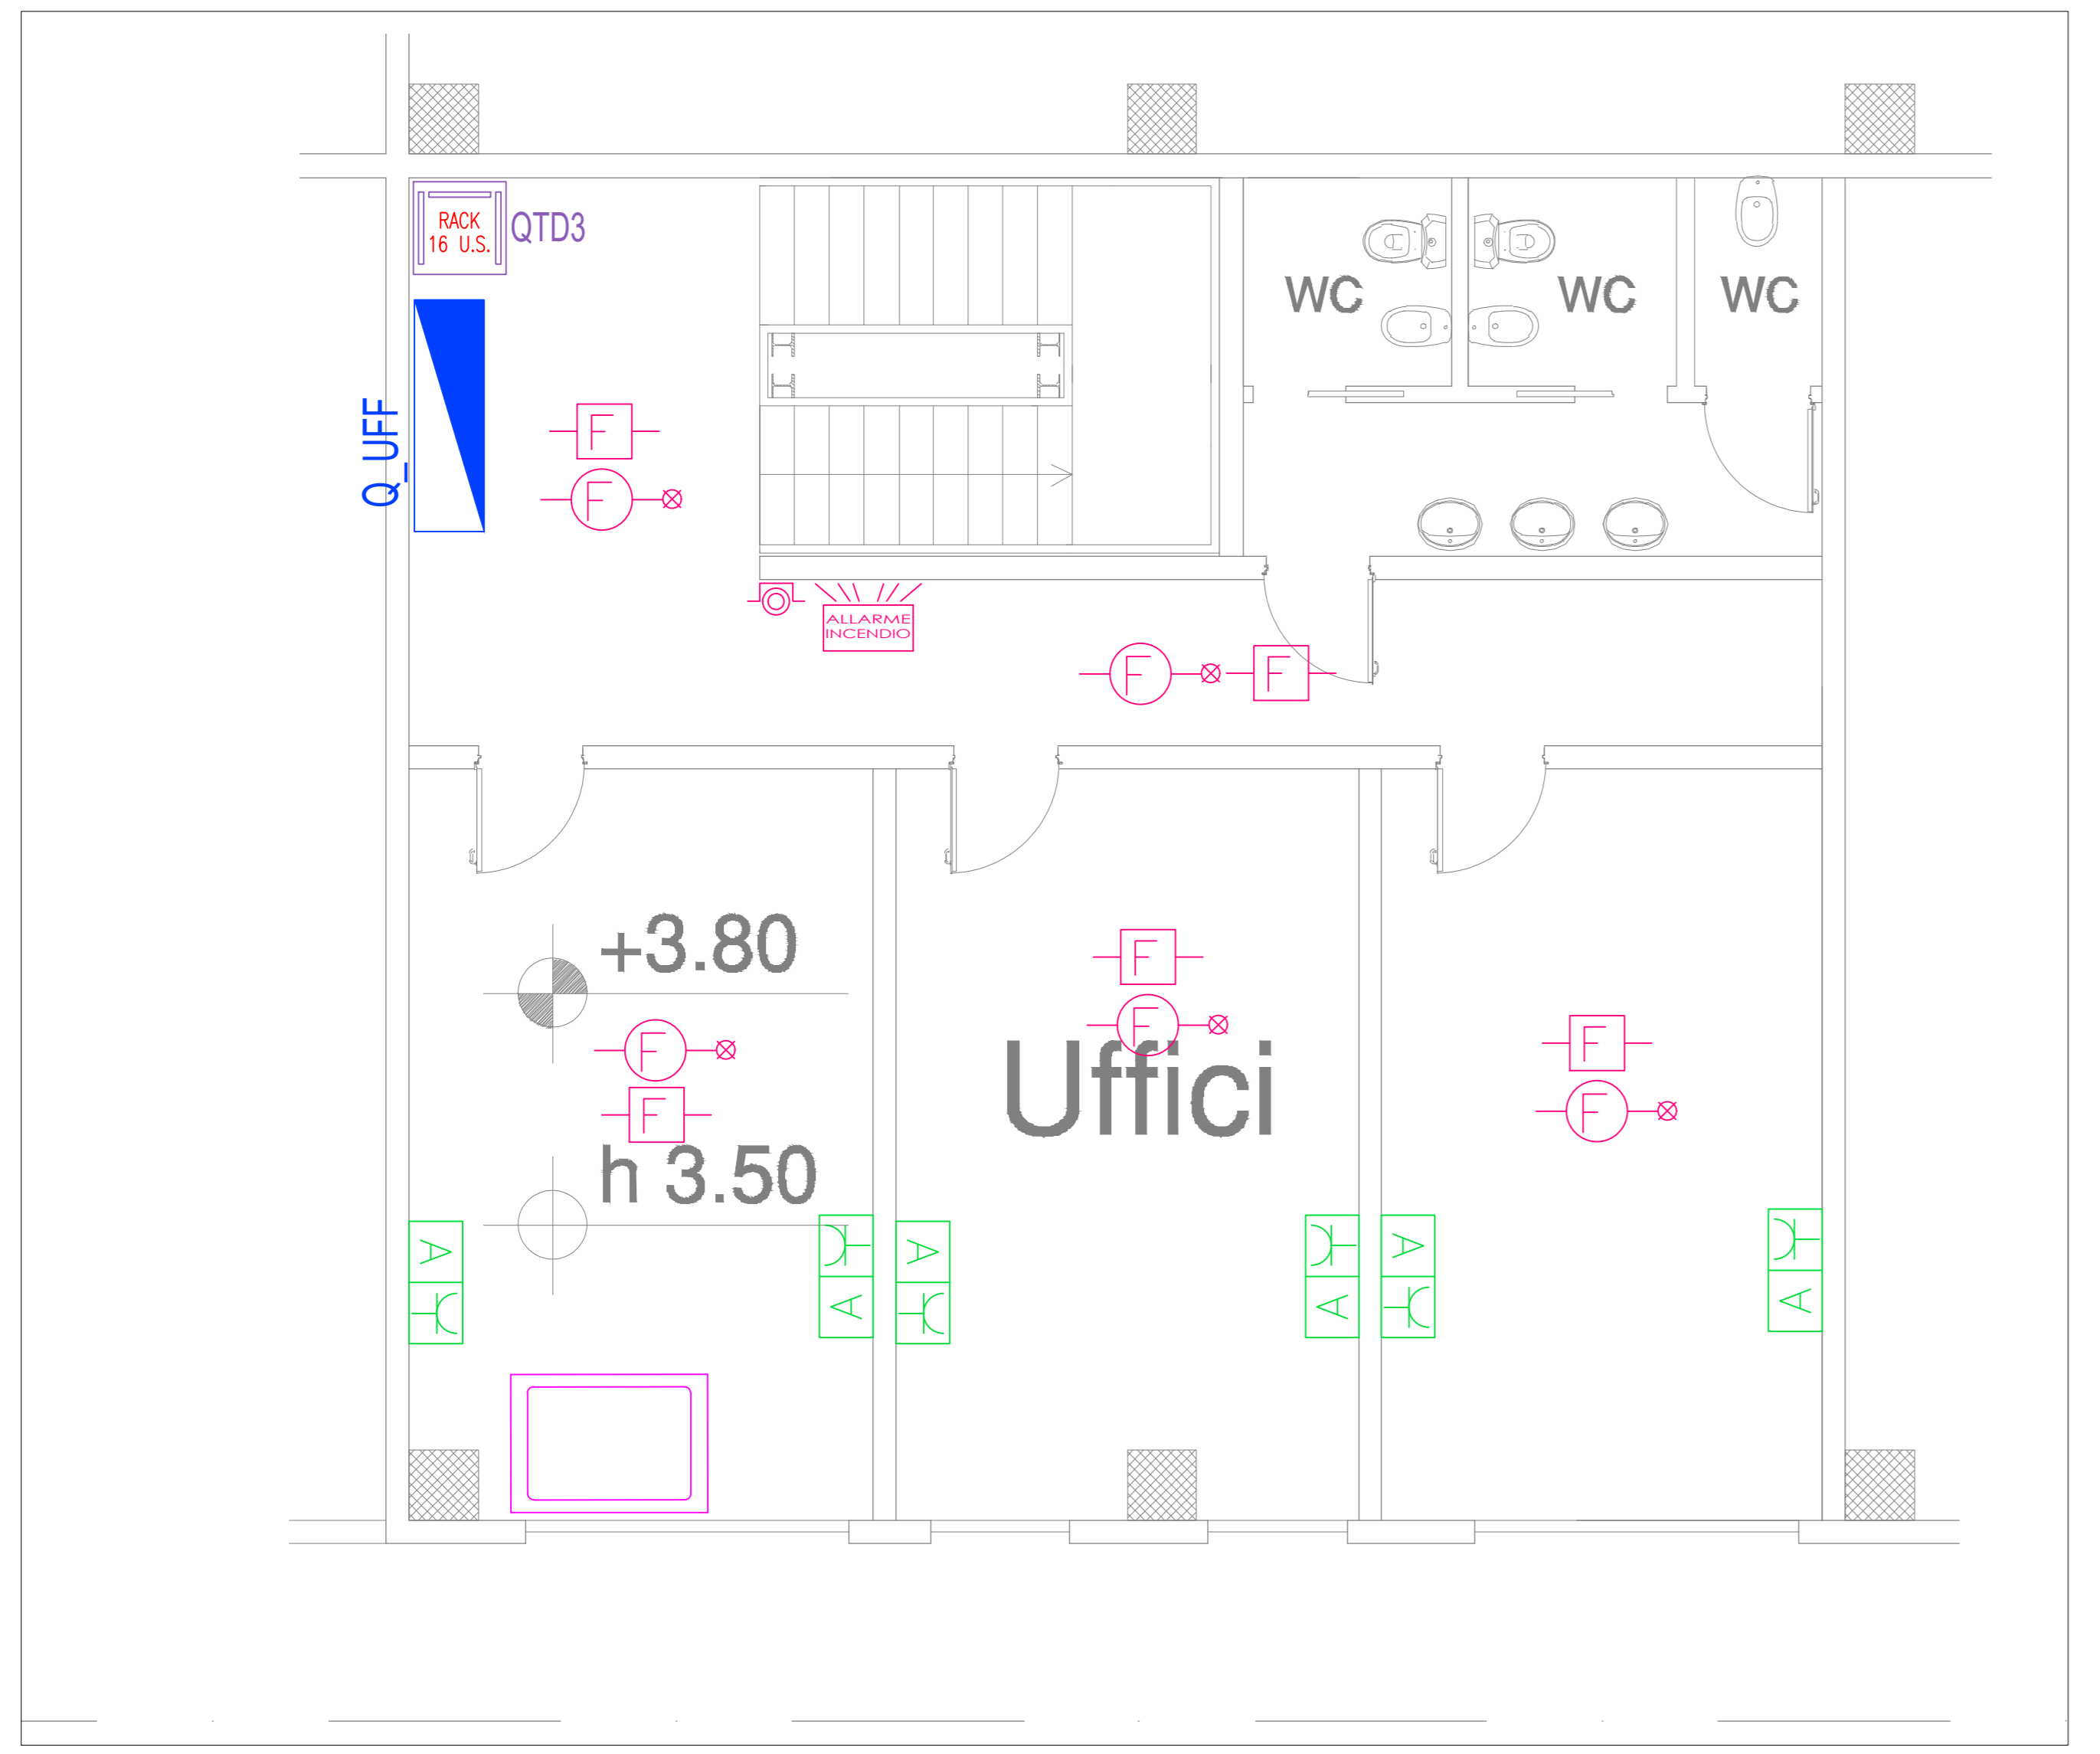 RACK
16 U.S.
QTD3
WC
WC
WC
Q_UFF
F
F
ALLARME
INCENDIO
F
F
+3.80
F
F
F
F
Uffici
F
F
h 3.50
A
A
A
A
A
A